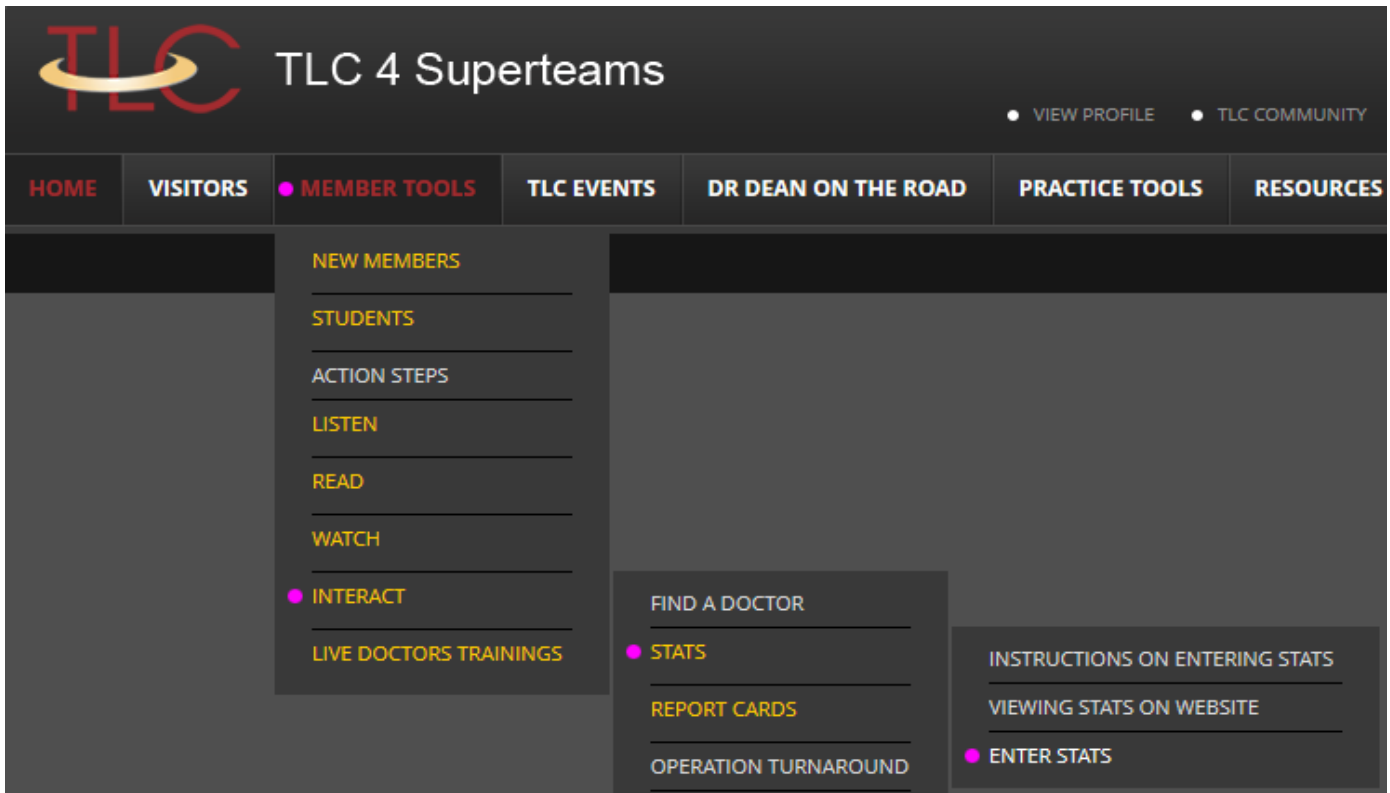 TLC
TLC 4 Superteams
VIEW PROFILE TLC COMMUNITY
HOME VISITORS MEMBER TOOLS TLC EVENTS DR DEAN ON THE ROAD PRACTICE TOOLS RESOURCES
NEW MEMBERS
STUDENTS
ACTION STEPS
LISTEN
READ
WATCH
INTERACT
LIVE DOCTORS TRAININGS
FIND A DOCTOR
STATS
REPORT CARDS
OPERATION TURNAROUND
INSTRUCTIONS ON ENTERING STATS
VIEWING STATS ON WEBSITE
ENTER STATS